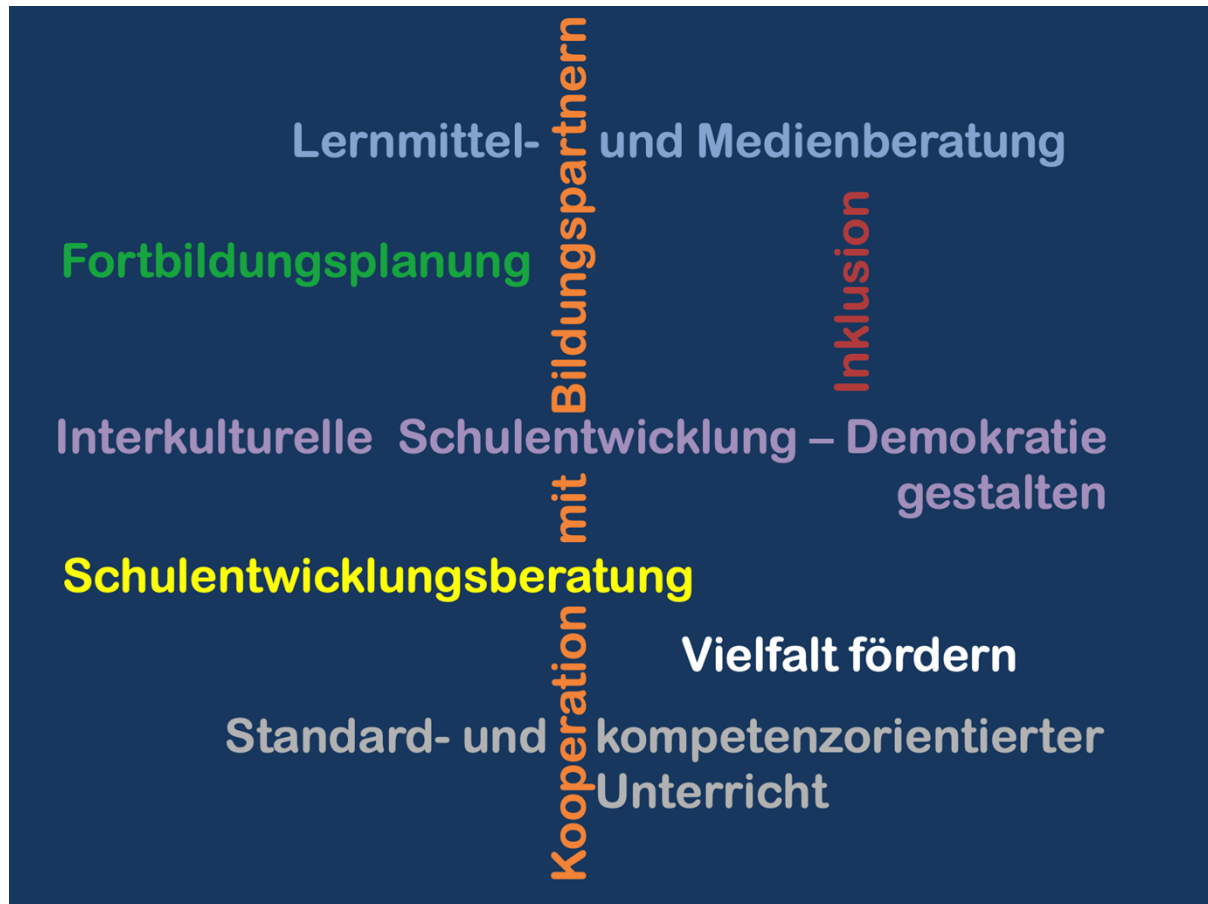 Lernmittel- und Medienberatung
Fortbildungsplanung
Inklusion
Kooperation mit Bildungspartnern
Interkulturelle Schulentwicklung – Demokratie
gestalten
Schulentwicklungsberatung
Vielfalt fördern
Standard- und kompetenzorientierter
Unterricht